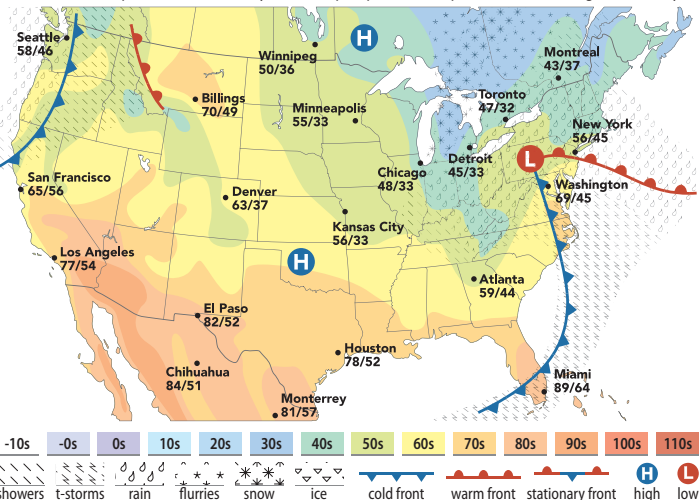 Seattle
58/46
Winnipeg
50/36
H
Montreal
43/37
Billings
70/49
Minneapolis
55/33
Toronto
47/32
New York
56/45
Chicago
48/33
Detroit
45/33
L
Washington
69/45
San Francisco
65/56
Denver
63/37
Kansas City
56/33
Los Angeles
77/54
H
Atlanta
59/44
El Paso
82/52
Houston
78/52
Chihuahua
84/51
Monterrey
81/57
Miami
89/64
-10s -0s 0s 10s 20s 30s 40s 50s 60s 70s 80s 90s 100s 110s
H L
showers t-storms rain flurries snow ice cold front warm front stationary front high low